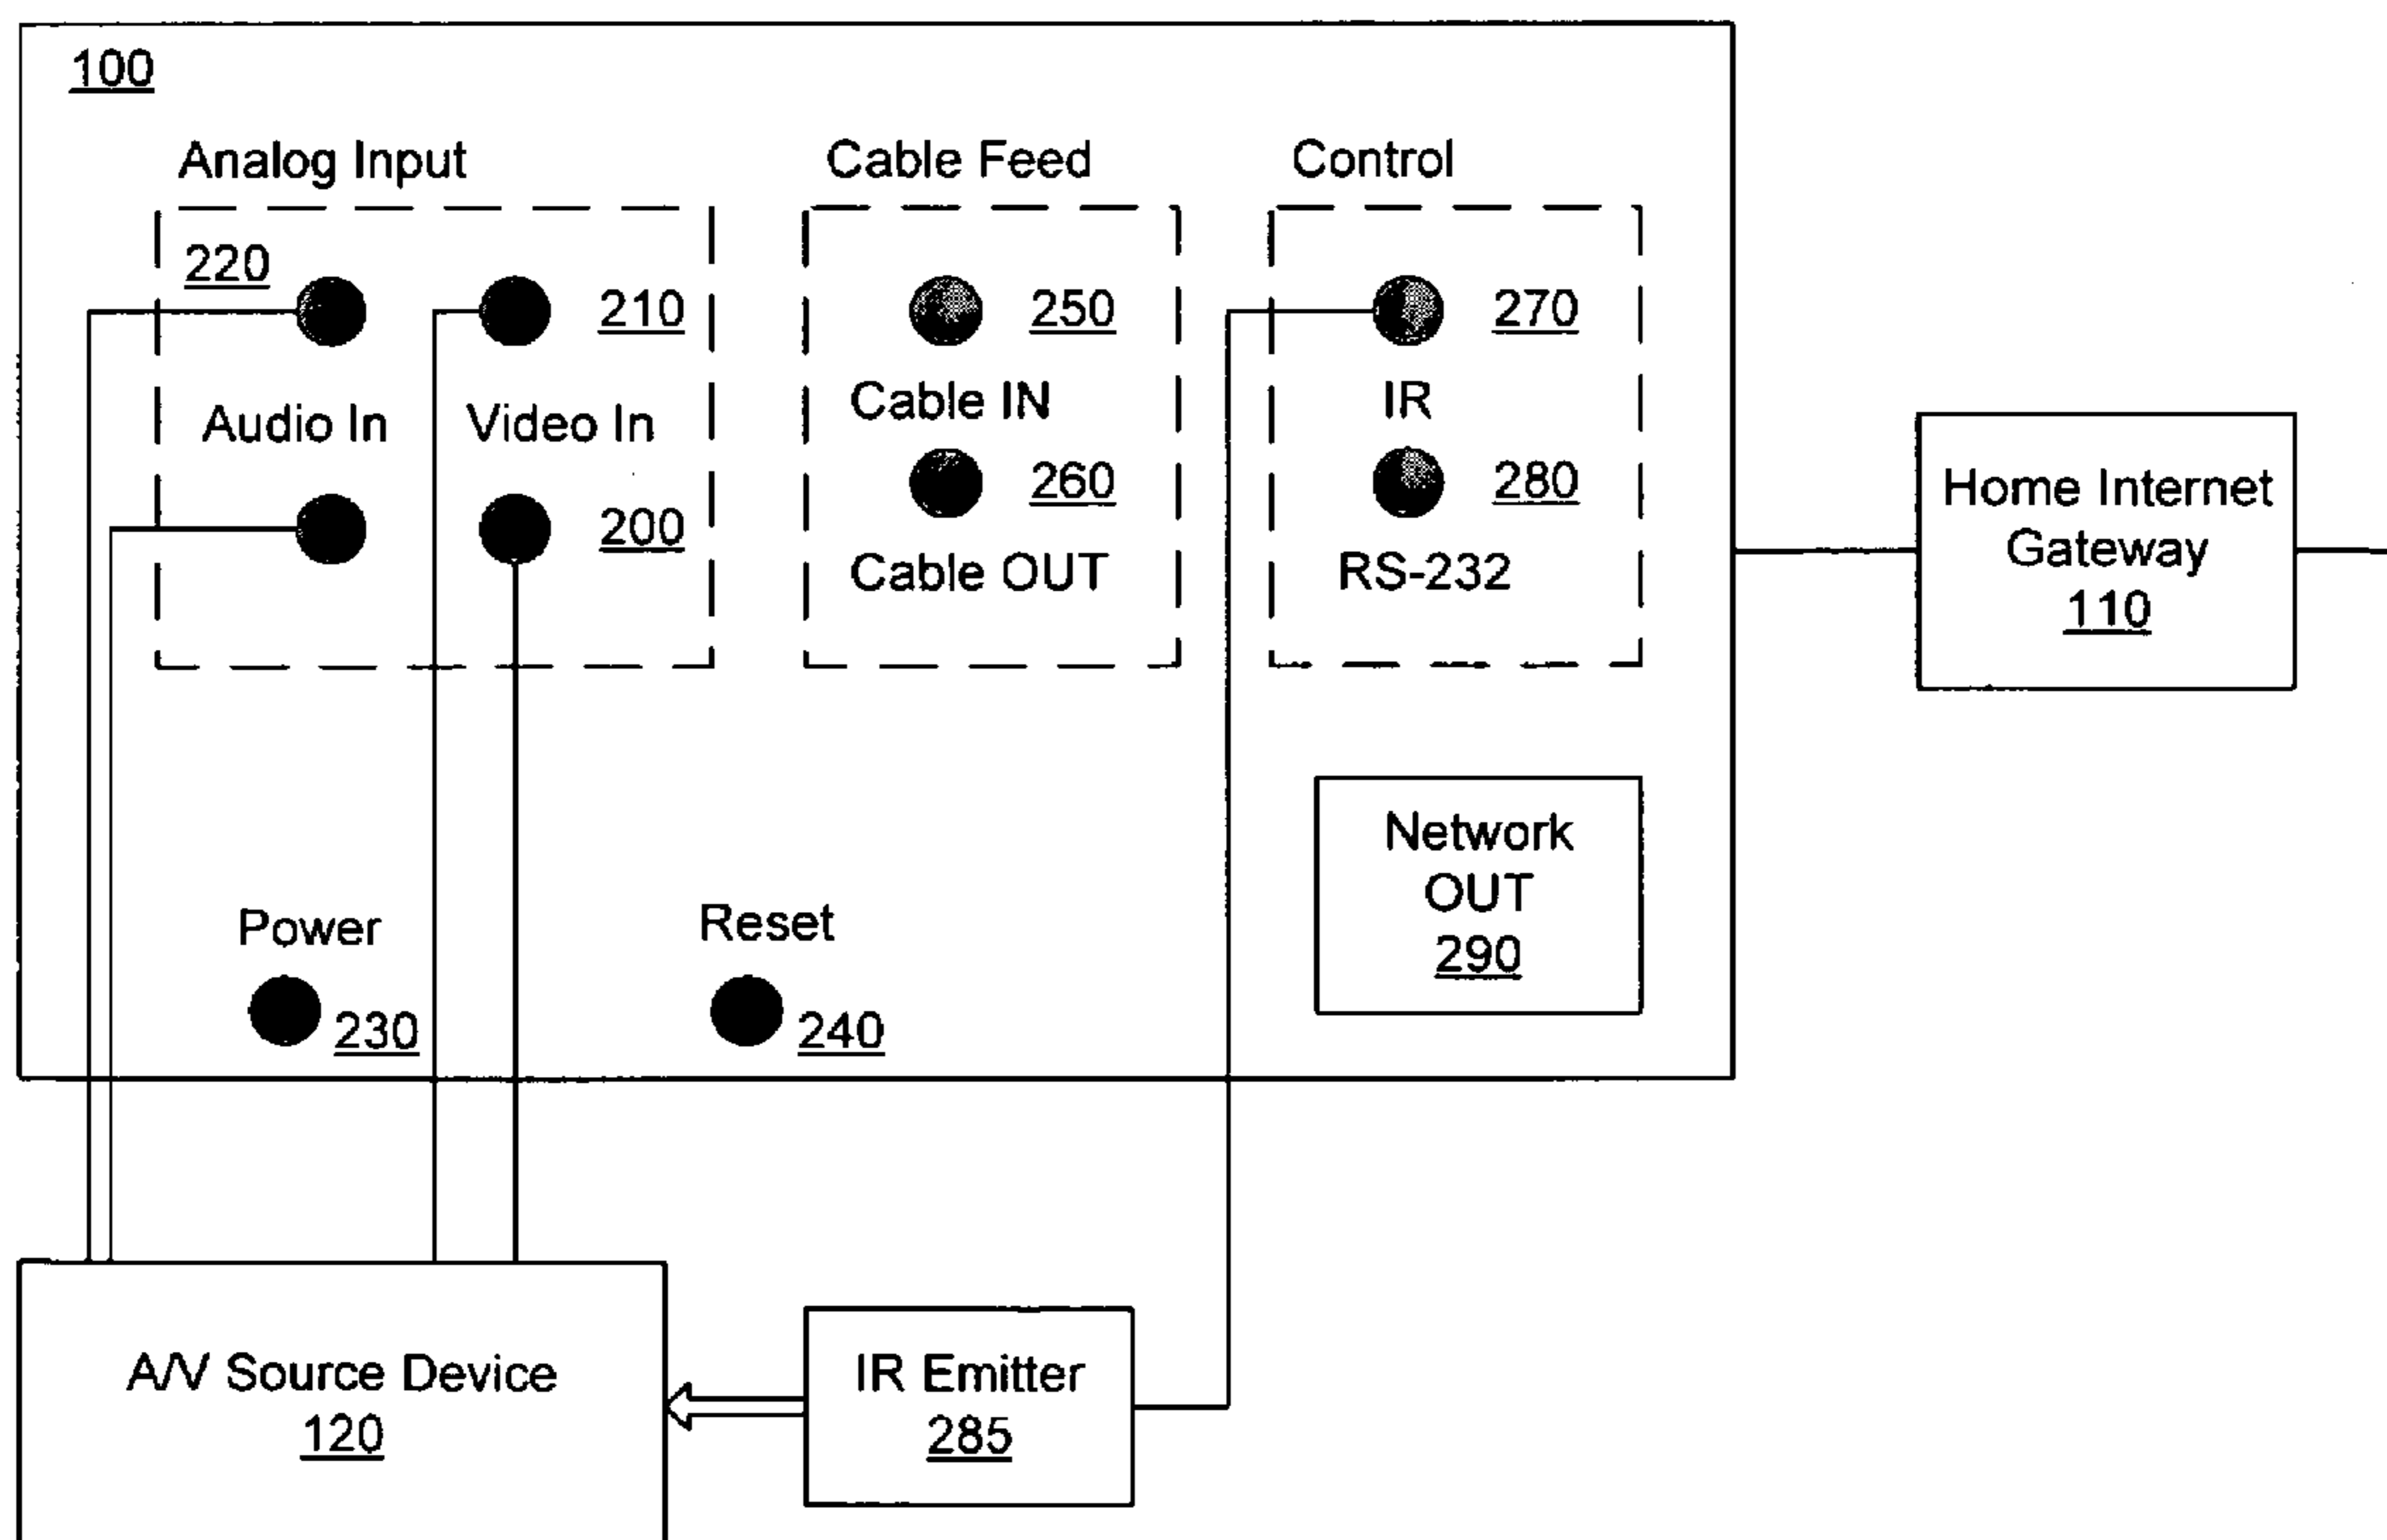 100
Analog Input
Cable Feed
Control
220
210
250
270
Audio In
Video In
Cable IN
IR
200
260
280
Cable OUT
RS-232
Home Internet
Gateway
110
Network
OUT
290
Power
Reset
230
240
A/V Source Device
120
IR Emitter
285